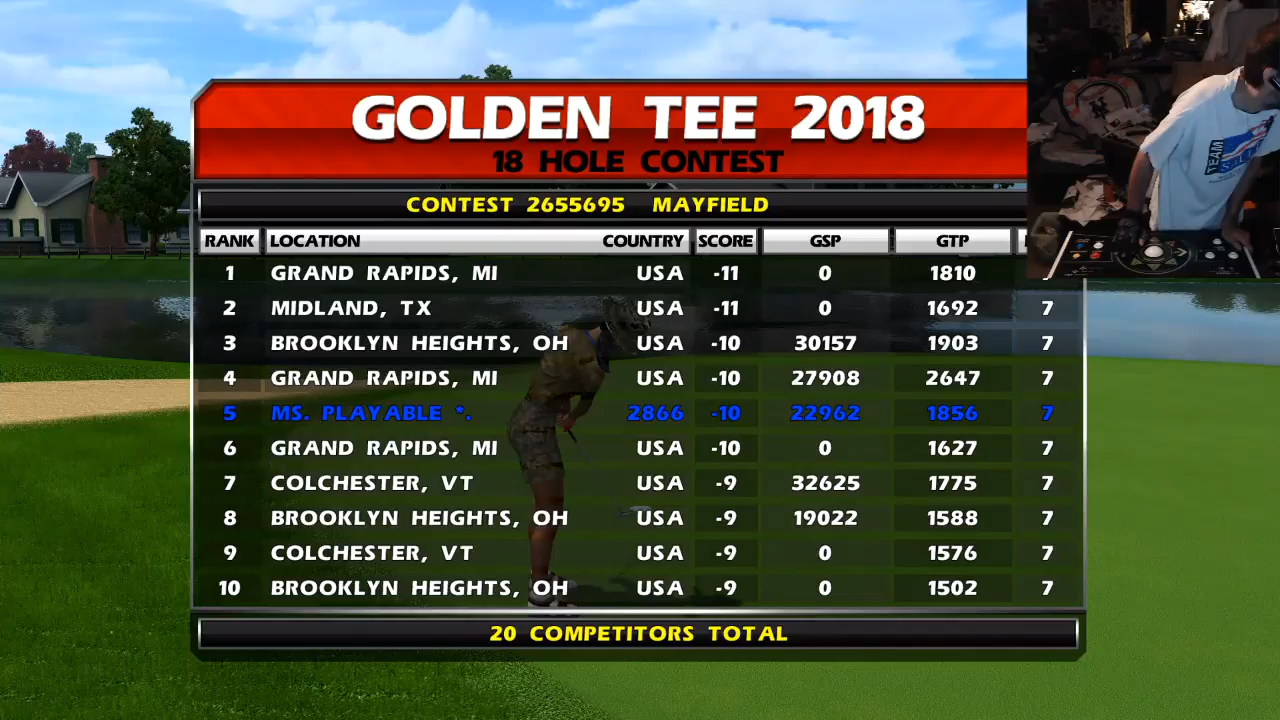 GOLDEN TEE 2018
18 HOLE CONTEST
CONTEST 2655695 MAYFIELD
RANK LOCATION COUNTRY SCORE GSP GTP
1 GRAND RAPIDS, MI USA -11 0 1810
2 MIDLAND, TX USA -11 0 1692 7
3 BROOKLYN HEIGHTS, OH USA -10 30157 1903 7
4 GRAND RAPIDS, MI USA -10 27908 2647 7
5 MS. PLAYABLE *. 2866 -10 22962 1856 7
6 GRAND RAPIDS, MI USA -10 0 1627 7
7 COLCHESTER, VT USA -9 32625 1775 7
8 BROOKLYN HEIGHTS, OH USA -9 19022 1588 7
9 COLCHESTER, VT USA -9 0 1576 7
10 BROOKLYN HEIGHTS, OH USA -9 0 1502 7
20 COMPETITORS TOTAL
TEAM